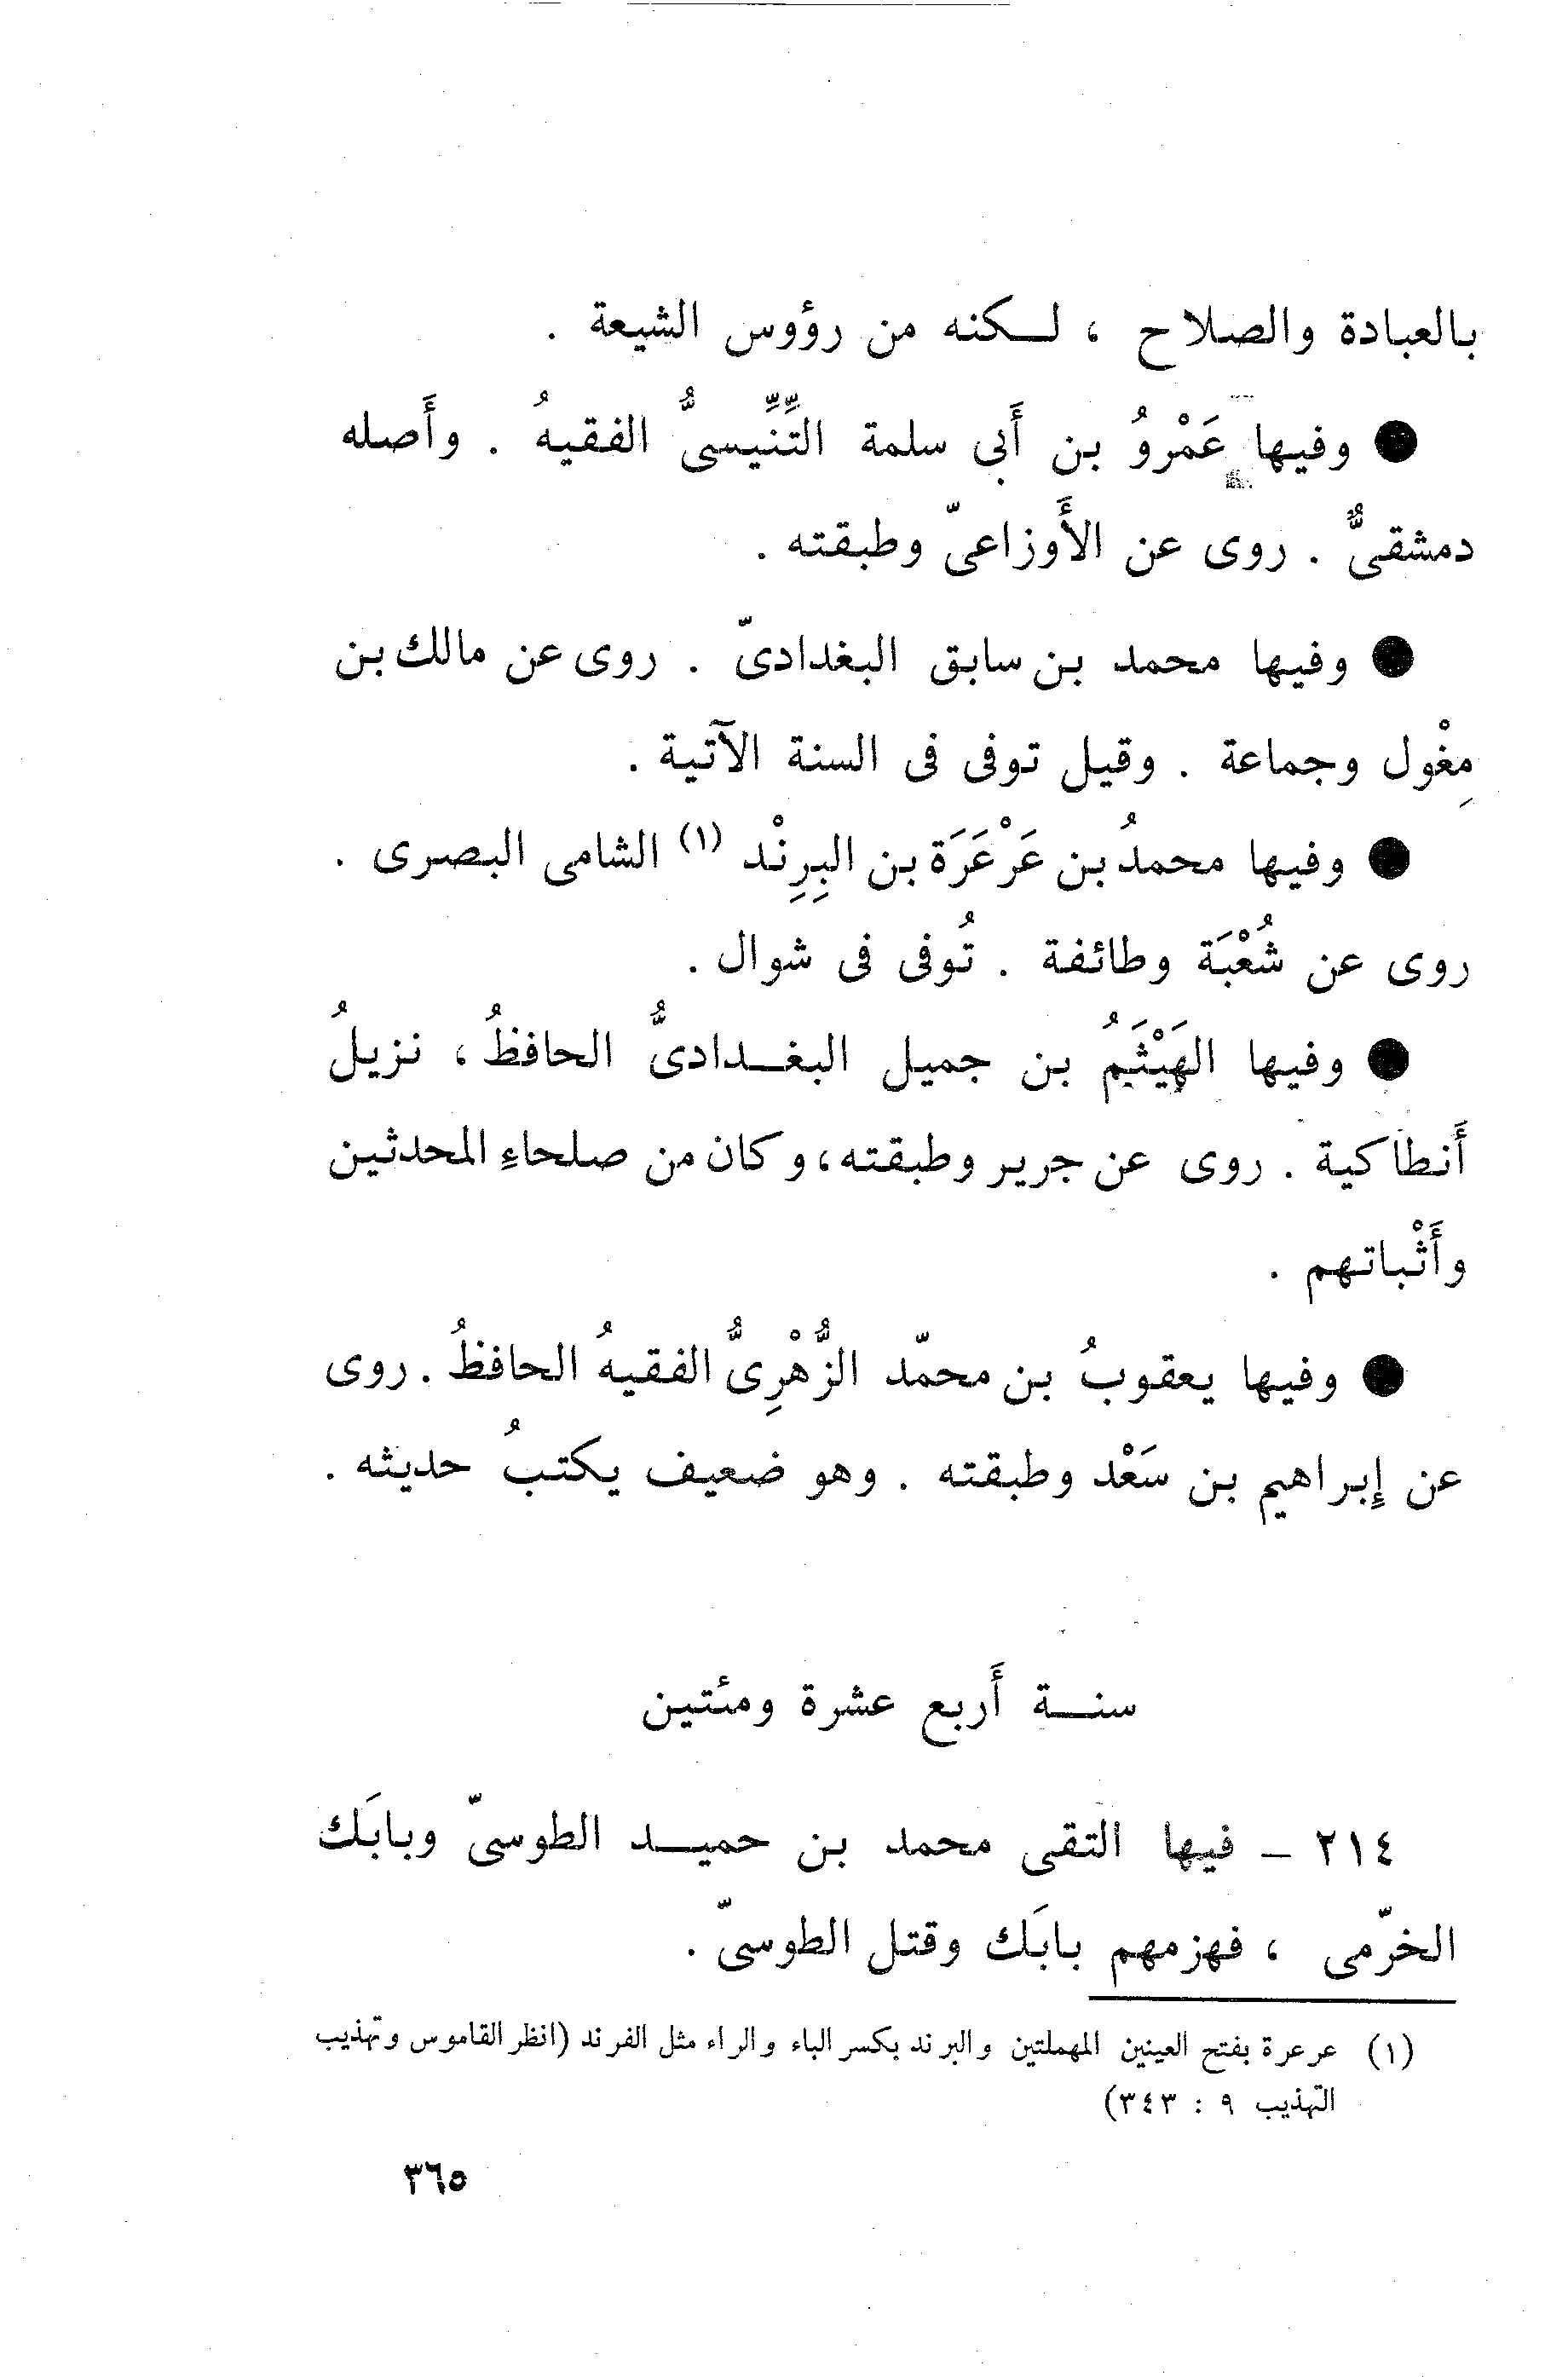 بالعبادة والصلاح ، لـكنه من رؤوس الشيعة .
● وفيها عَمْروُ بن أَبي سلمة التِّنِّيسىُّ الفقيهُ . وأَصله
دمشقىٌّ . روى عن الأَوزاعىّ وطبقته .
● وفيها محمد بن سابق البغدادىّ . روى عن مالك بن
مِغْول وجماعة . وقيل توفى فى السنة الآتية .
● وفيها محمدُ بن عَرْعَرَة بن البِرِنْد (١) الشامى البصرى .
روى عن شُعْبَة وطائفة . تُوفى فى شوال .
● وفيها الهَيْثَمُ بن جميل البغـدادىُّ الحافظُ ، نزيلُ
أَنطاكية . روى عن جرير وطبقته ، وكان من صلحاءِ المحدثين
وأَثْباتهم .
● وفيها يعقوبُ بن محمّد الزُّهْرِىُّ الفقيهُ الحافظُ . روى
عن إِبراهيم بن سَعْد وطبقته . وهو ضعيف يكتبُ حديثه .
سنـة أَربع عشرة ومئتين
٢١٤ – فيها التقى محمد بن حميـد الطوسىّ وبابَك
الخرّمى ، فهزمهم بابَك وقتل الطوسىّ .
(١) عرعرة بفتح العينين المهملتين والبرند بكسر الباء والراء مثل الفرند (انظر القاموس وتهذيب
التهذيب ٩ : ٣٤٣)
٣٦٥